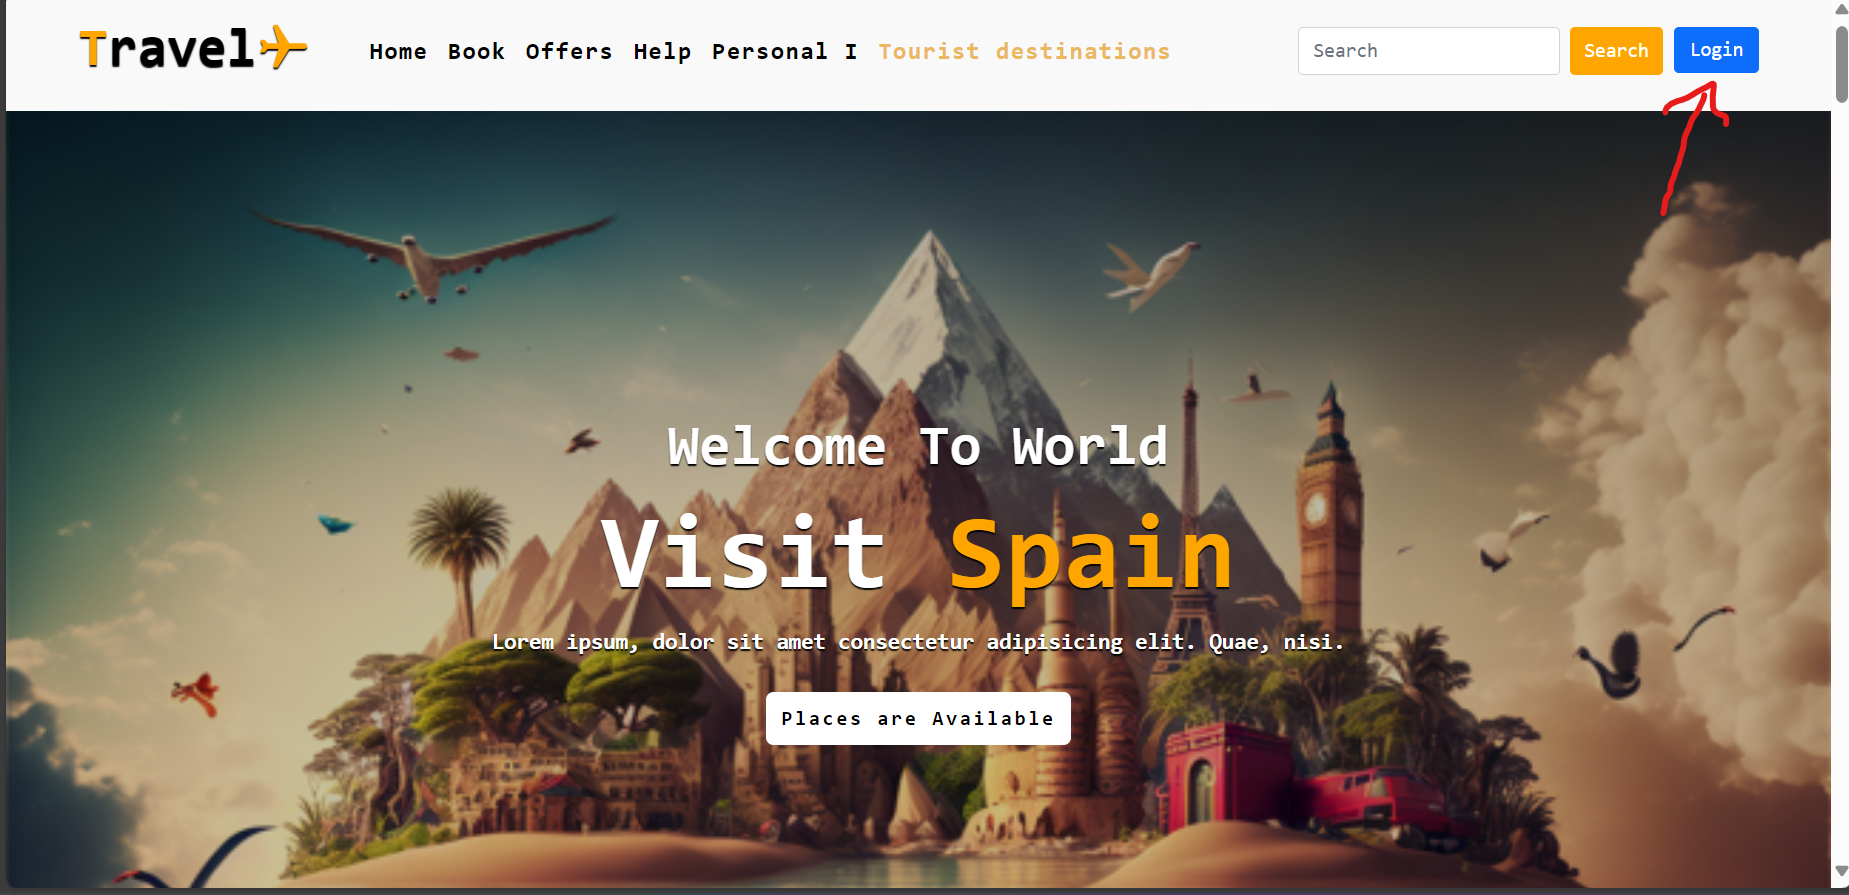 Travel
Home Book Offers Help Personal I Tourist destinations
Search
Search
Login
Welcome To World
Visit Spain
Lorem ipsum, dolor sit amet consectetur adipisicing elit. Quae, nisi.
Places are Available